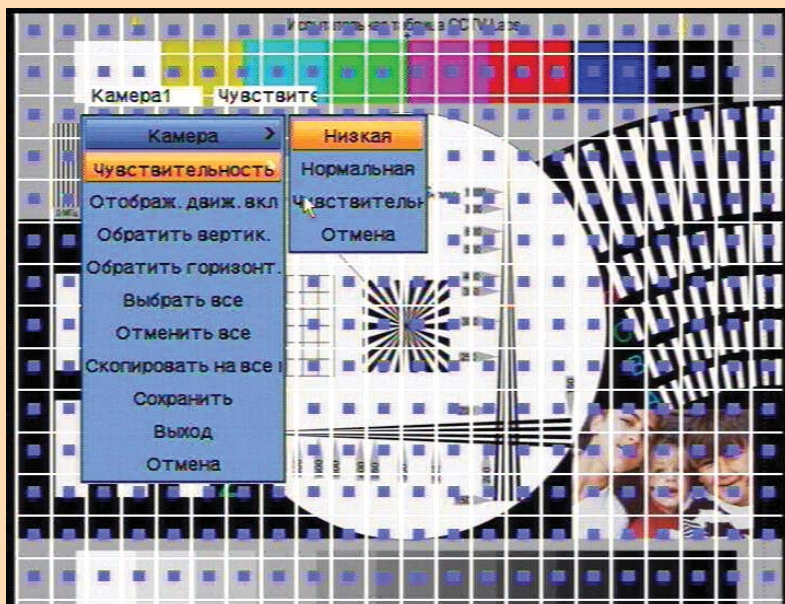 Испытательная таблица CCTV Labs
Камера1 Чувствите
Камера >
Чувствительность
Отображ. движ. вкл
Обратить вертик.
Обратить горизонт.
Выбрать все
Отменить все
Скопировать на все
Сохранить
Выход
Отмена
Низкая
Нормальная
Чувствительн
Отмена